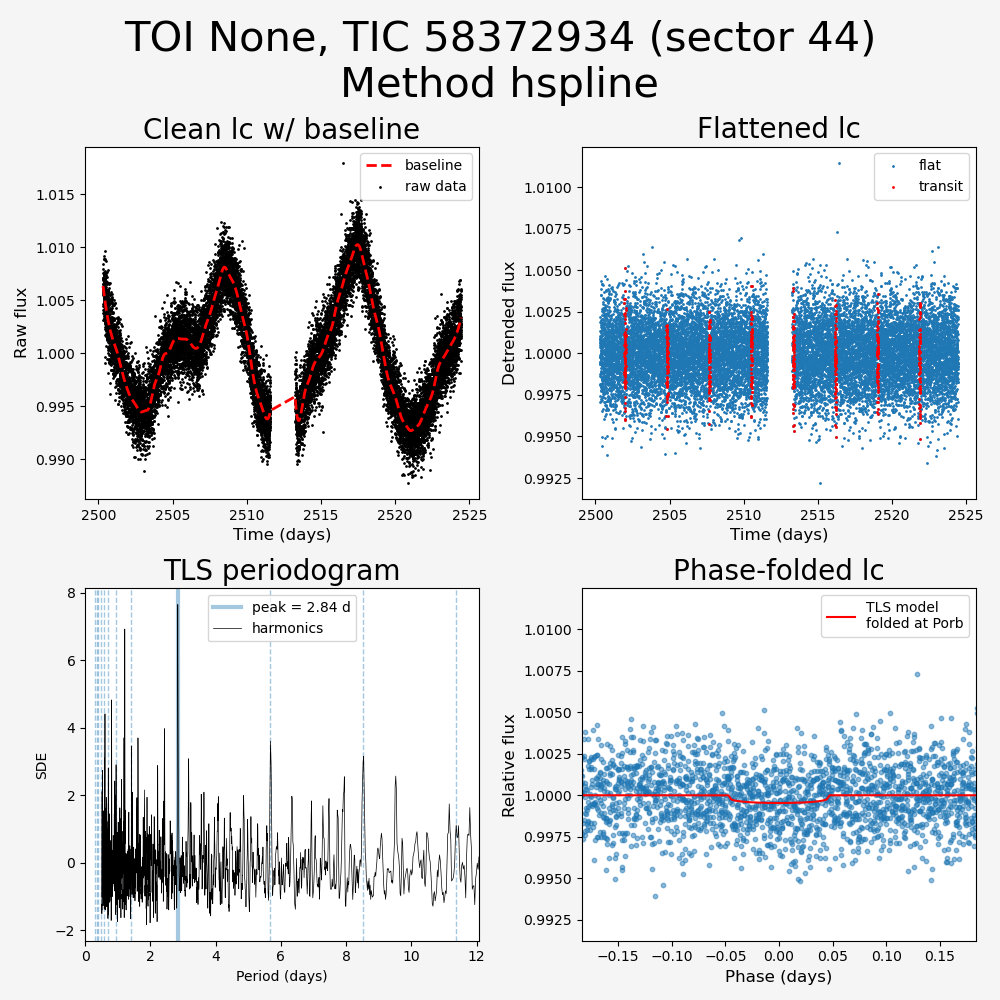 TOI None, TIC 58372934 (sector 44)
Method hspline
Clean lc w/ baseline
Raw flux
1.015
1.010
1.005
1.000
0.995
0.990
baseline
raw data
2500
2505
2510
2515
2520
2525
Time (days)
Flattened lc
Detrended flux
1.0100
1.0075
1.0050
1.0025
1.0000
0.9975
0.9950
0.9925
flat
transit
2500
2505
2510
2515
2520
2525
Time (days)
TLS periodogram
SDE
8
6
4
2
0
−2
peak = 2.84 d
harmonics
0
2
4
6
8
10
12
Period (days)
Phase-folded lc
Relative flux
1.0100
1.0075
1.0050
1.0025
1.0000
0.9975
0.9950
0.9925
TLS model
folded at Porb
−0.15
−0.10
−0.05
0.00
0.05
0.10
0.15
Phase (days)